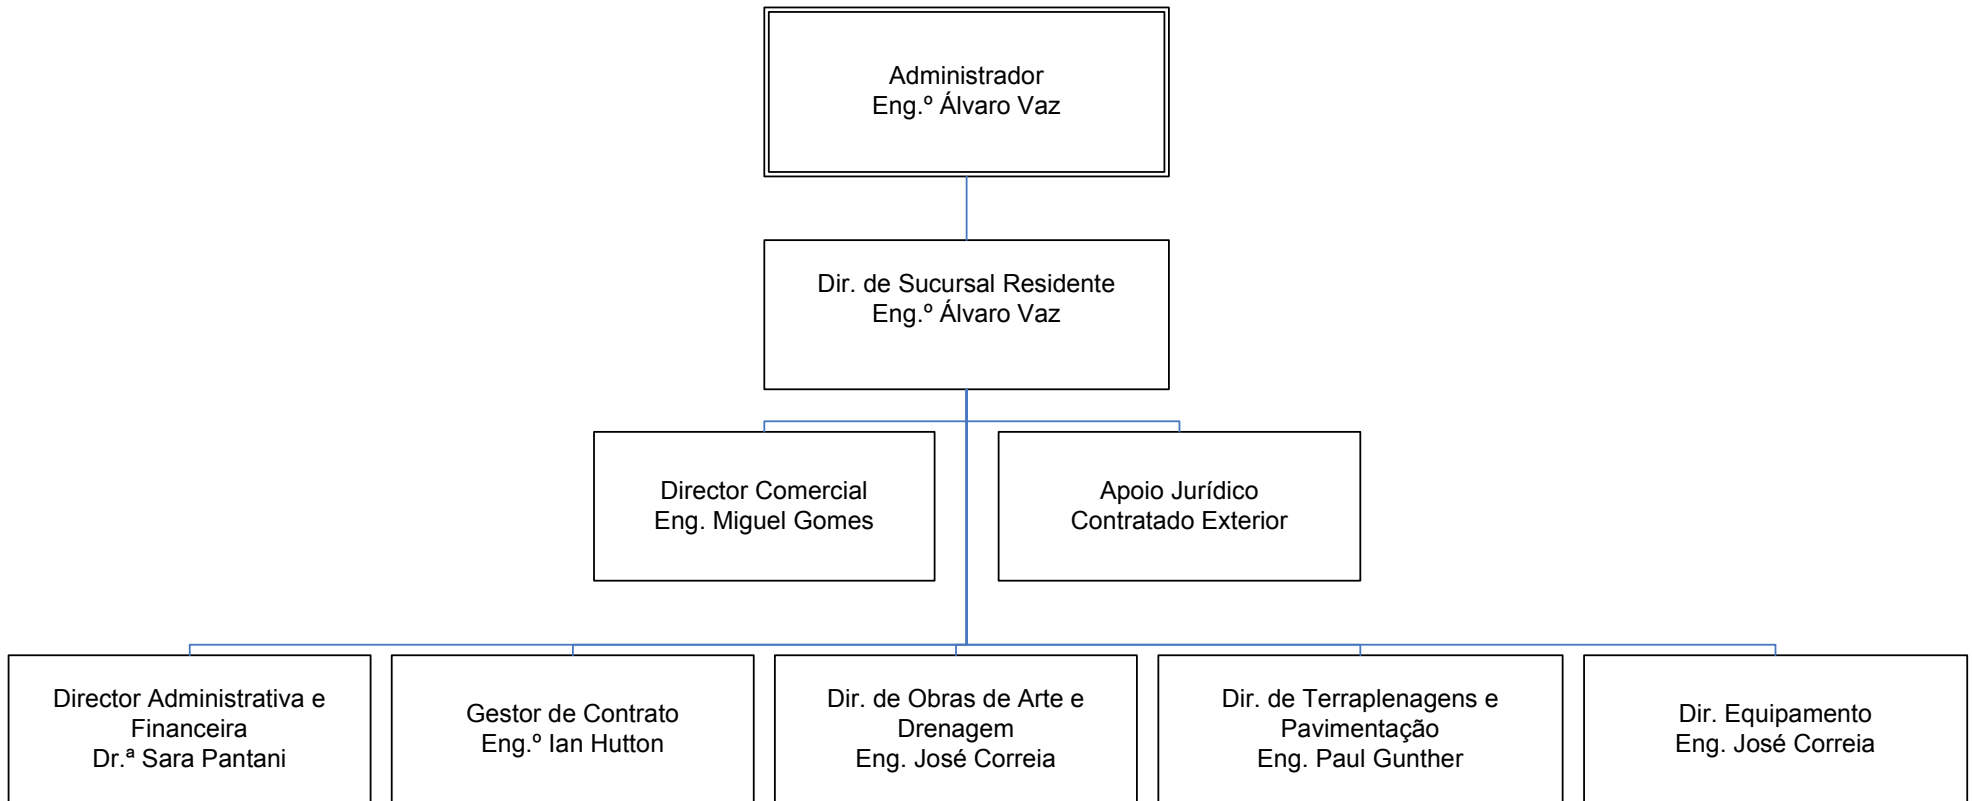 Administrador
Eng.º Álvaro Vaz
Dir. de Sucursal Residente
Eng.º Álvaro Vaz
Director Comercial
Eng. Miguel Gomes
Apoio Jurídico
Contratado Exterior
Director Administrativa e
Financeira
Dr.ª Sara Pantani
Gestor de Contrato
Eng.º Ian Hutton
Dir. de Obras de Arte e
Drenagem
Eng. José Correia
Dir. de Terraplenagens e
Pavimentação
Eng. Paul Gunther
Dir. Equipamento
Eng. José Correia